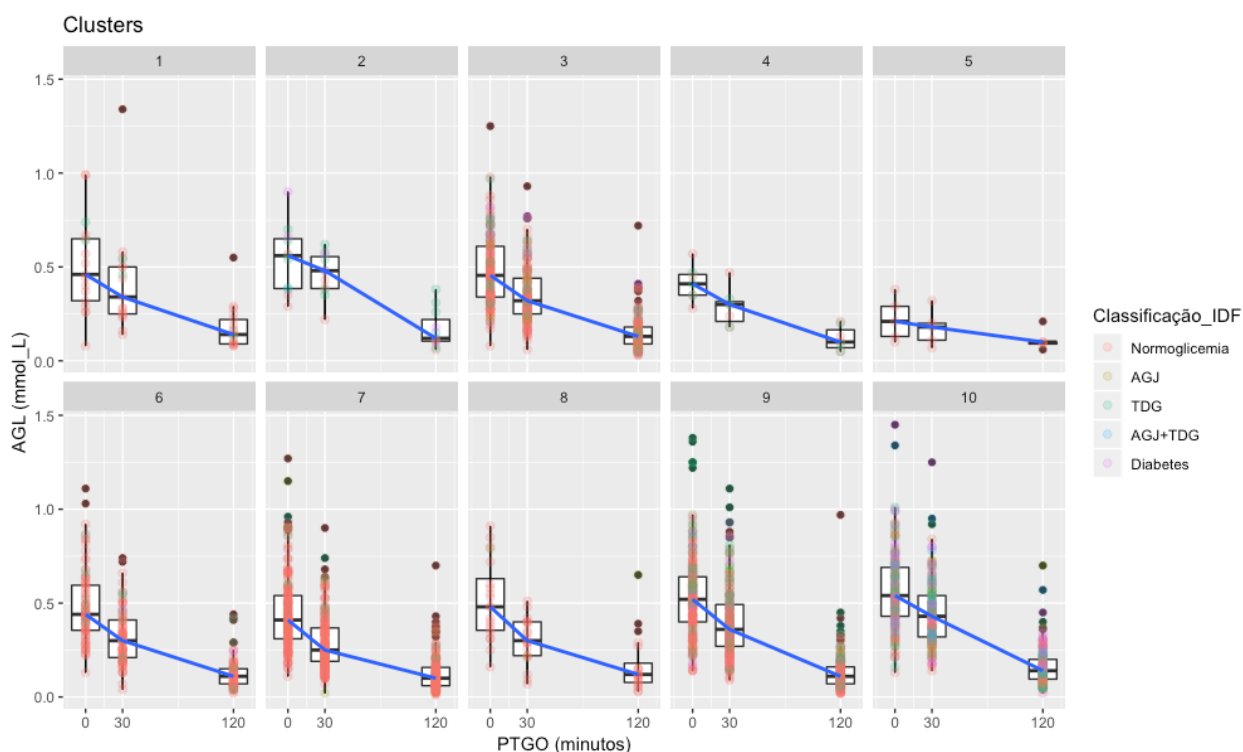 Clusters
1 2 3 4 5
1.5
1.0
0.5
0.0
6 7 8 9 10
1.5
1.0
0.5
0.0
0 30 120 0 30 120 0 30 120 0 30 120 0 30 120
AGL (mmol_L)
PTGO (minutos)
Classificação_IDF
Normoglicemia
AGJ
TDG
AGJ+TDG
Diabetes